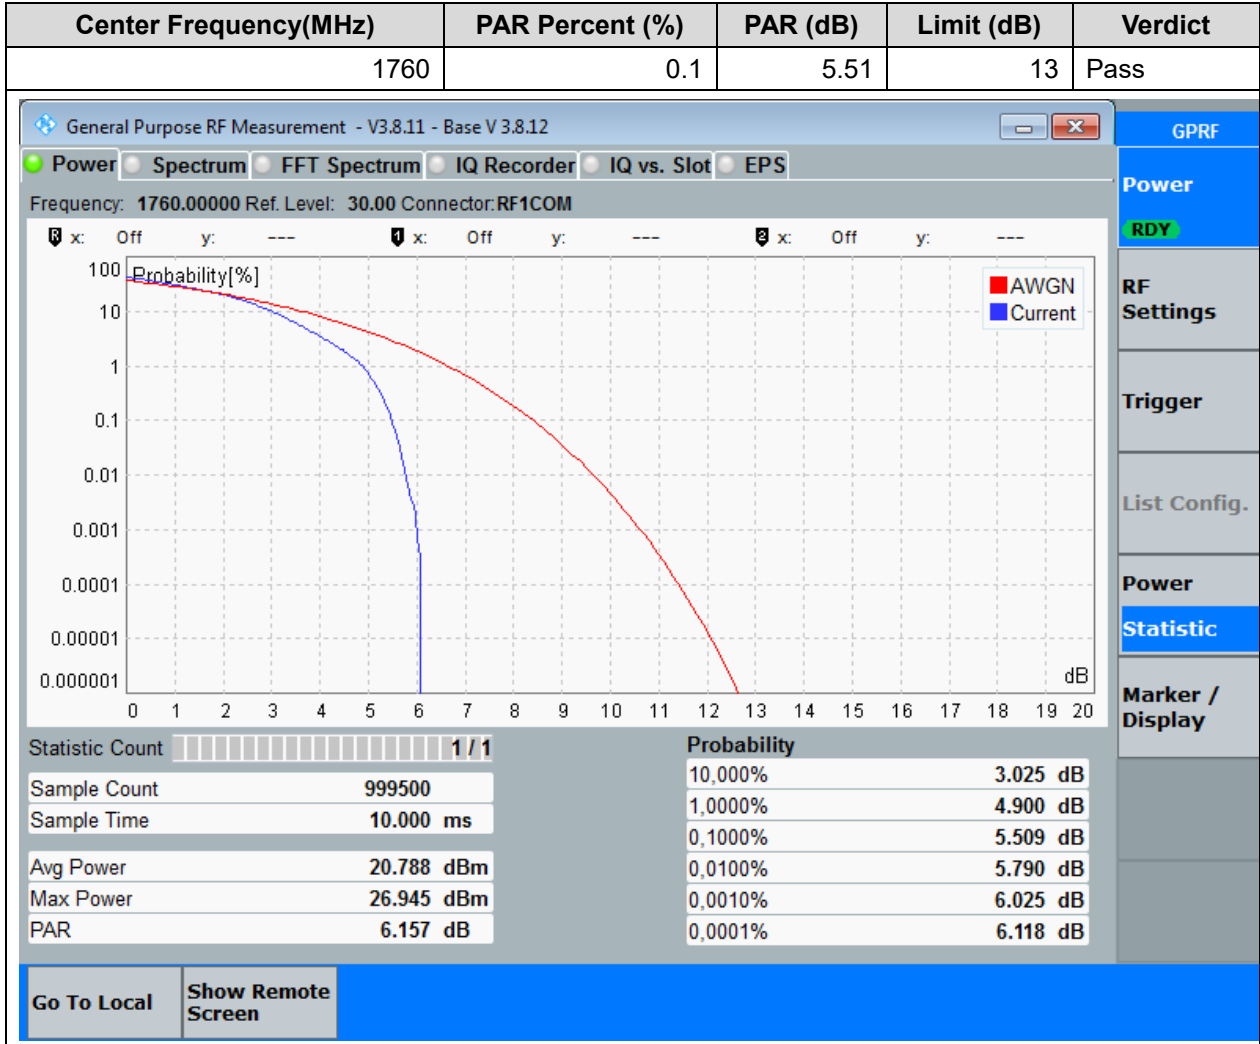 Center Frequency(MHz) PAR Percent (%) PAR (dB) Limit (dB) Verdict
1760 0.1 5.51 13 Pass
General Purpose RF Measurement - V3.8.11 - Base V 3.8.12
GPRF
Power Spectrum FFT Spectrum IQ Recorder IQ vs. Slot EPS
Power
RDY
Frequency: 1760.00000 Ref. Level: 30.00 Connector: RF1COM
R x: Off y: --- 1 x: Off y: --- 2 x: Off y: ---
Probability[%]
100
10
1
0.1
0.01
0.001
0.0001
0.00001
0.000001
AWGN
Current
dB
0 1 2 3 4 5 6 7 8 9 10 11 12 13 14 15 16 17 18 19 20
RF
Settings
Trigger
List Config.
Power
Statistic
Marker /
Display
Statistic Count 1 / 1
Sample Count 999500
Sample Time 10.000 ms
Avg Power 20.788 dBm
Max Power 26.945 dBm
PAR 6.157 dB
Probability
10,000% 3.025 dB
1,0000% 4.900 dB
0,1000% 5.509 dB
0,0100% 5.790 dB
0,0010% 6.025 dB
0,0001% 6.118 dB
Go To Local
Show Remote
Screen